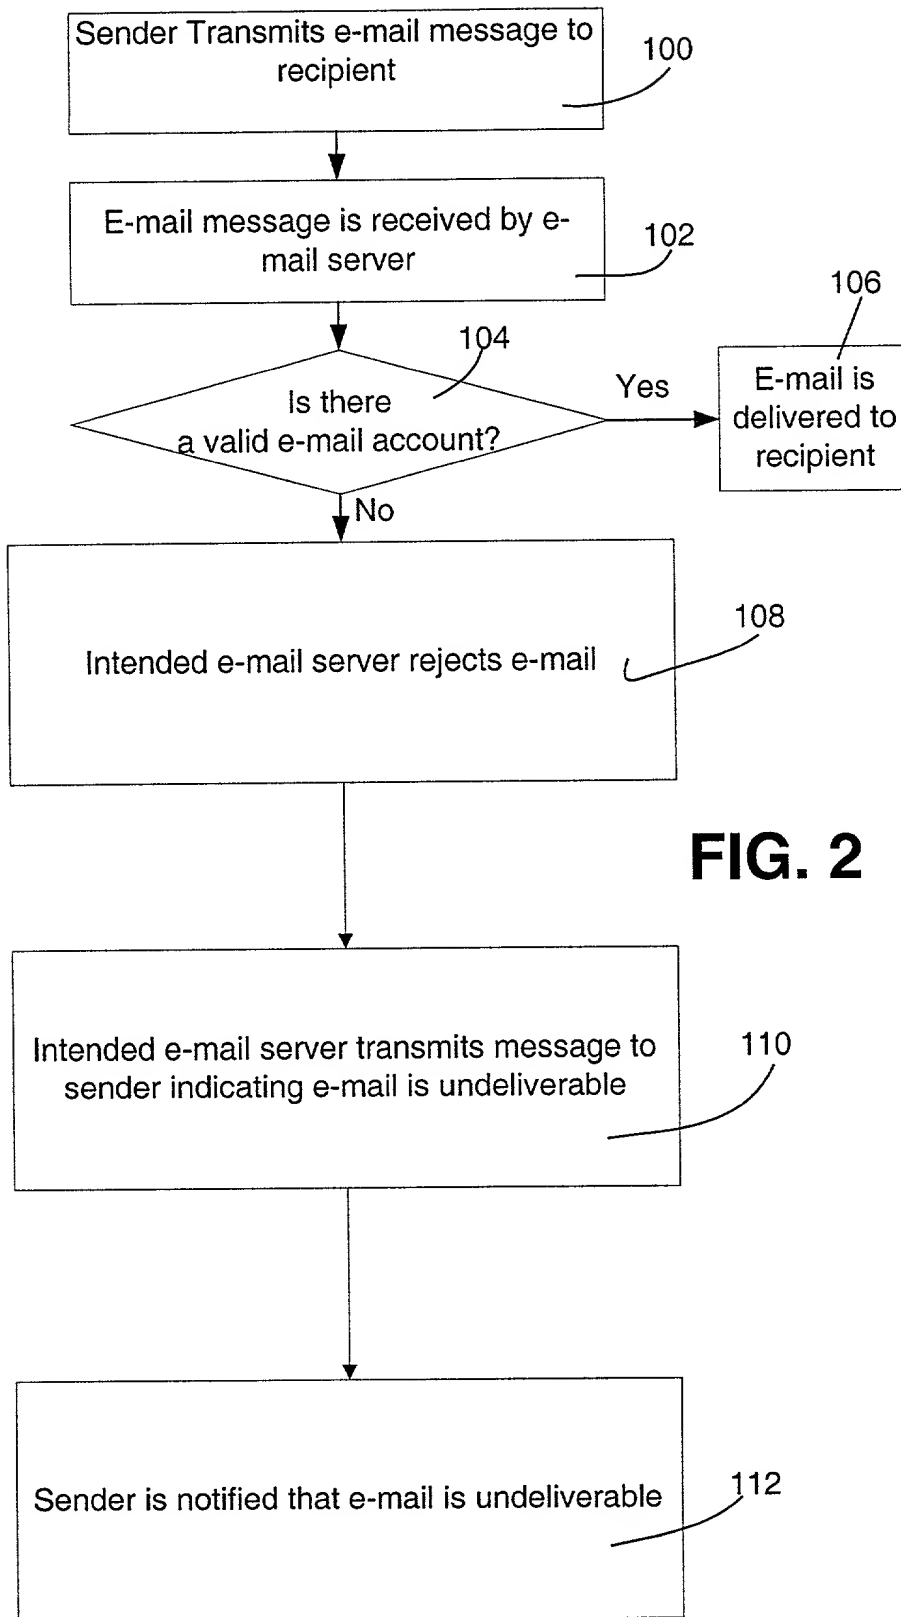 Sender Transmits e-mail message to
recipient
100
E-mail message is received by e-
mail server
102
104
Is there
a valid e-mail account?
Yes
106
E-mail is
delivered to
recipient
No
Intended e-mail server rejects e-mail
108
FIG. 2
Intended e-mail server transmits message to
sender indicating e-mail is undeliverable
110
Sender is notified that e-mail is undeliverable
112